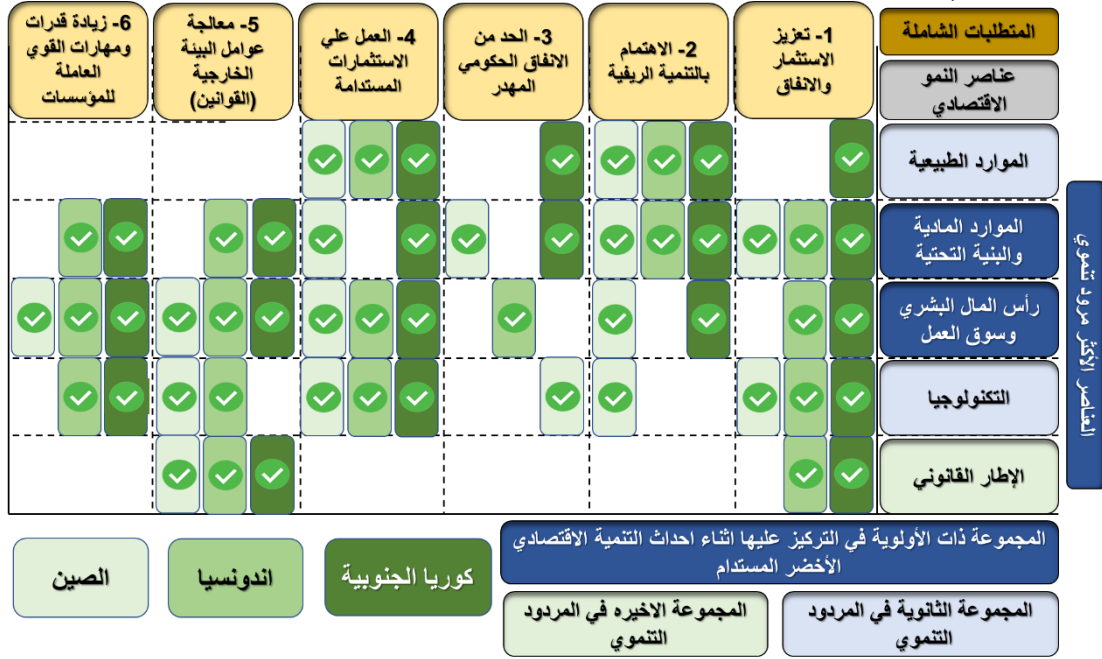 المتطلبات الشاملة
عناصر النمو
الاقتصادي
1- تعزيز
الاستثمار
والانفاق
2- الاهتمام
بالتنمية الريفية
3- الحد من
الانفاق الحكومي
المهدر
4- العمل علي
الاستثمارات
المستدامة
5- معالجة
عوامل البيئة
الخارجية
(القوانين)
6- زيادة قدرات
ومهارات القوي
العاملة
للمؤسسات
الموارد الطبيعية
الموارد المادية
والبنية التحتية
رأس المال البشري
وسوق العمل
التكنولوجيا
الإطار القانوني
العناصر الأكثر مرود تنموي
المجموعة ذات الأولوية في التركيز عليها اثناء احداث التنمية الاقتصادي
الأخضر المستدام
المجموعة الثانوية في المردود
التنموي
المجموعة الاخيره في المردود
التنموي
كوريا الجنوبية
اندونسيا
الصين